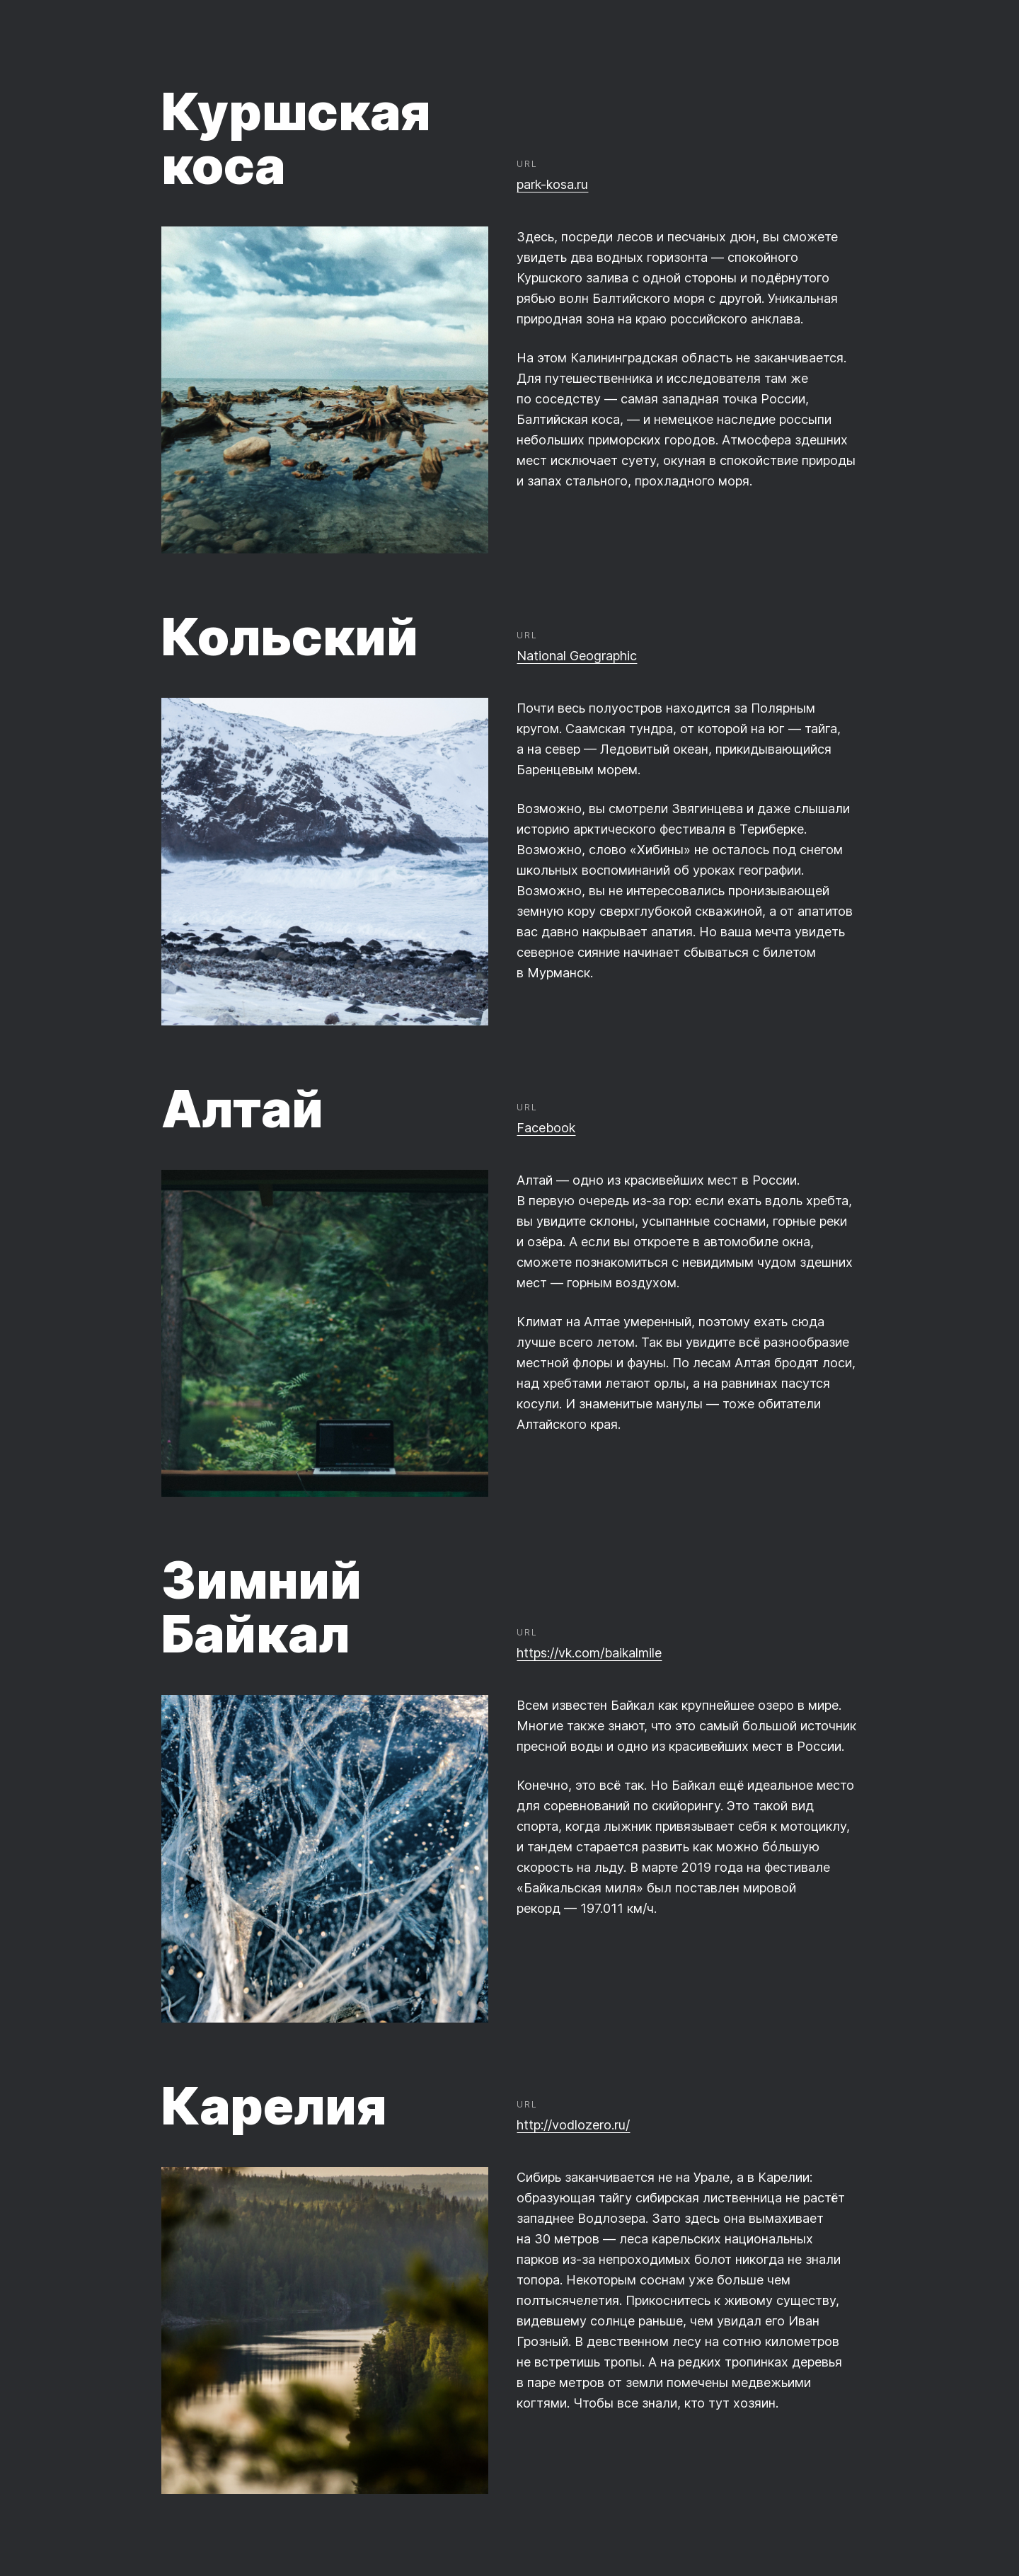 Куршская
коса
URL
park-kosa.ru
Здесь, посреди лесов и песчаных дюн, вы сможете
увидеть два водных горизонта — спокойного
Куршского залива с одной стороны и подёрнутого
рябью волн Балтийского моря с другой. Уникальная
природная зона на краю российского анклава.
На этом Калининградская область не заканчивается.
Для путешественника и исследователя там же
по соседству — самая западная точка России,
Балтийская коса, — и немецкое наследие россыпи
небольших приморских городов. Атмосфера здешних
мест исключает суету, окуная в спокойствие природы
и запах стального, прохладного моря.
Кольский
URL
National Geographic
Почти весь полуостров находится за Полярным
кругом. Саамская тундра, от которой на юг — тайга,
а на север — Ледовитый океан, прикидывающийся
Баренцевым морем.
Возможно, вы смотрели Звягинцева и даже слышали
историю арктического фестиваля в Териберке.
Возможно, слово «Хибины» не осталось под снегом
школьных воспоминаний об уроках географии.
Возможно, вы не интересовались пронизывающей
земную кору сверхглубокой скважиной, а от апатитов
вас давно накрывает апатия. Но ваша мечта увидеть
северное сияние начинает сбываться с билетом
в Мурманск.
Алтай
URL
Facebook
Алтай — одно из красивейших мест в России.
В первую очередь из-за гор: если ехать вдоль хребта,
вы увидите склоны, усыпанные соснами, горные реки
и озёра. А если вы откроете в автомобиле окна,
сможете познакомиться с невидимым чудом здешних
мест — горным воздухом.
Климат на Алтае умеренный, поэтому ехать сюда
лучше всего летом. Так вы увидите всё разнообразие
местной флоры и фауны. По лесам Алтая бродят лоси,
над хребтами летают орлы, а на равнинах пасутся
косули. И знаменитые манулы — тоже обитатели
Алтайского края.
Зимний
Байкал
URL
https://vk.com/baikalmile
Всем известен Байкал как крупнейшее озеро в мире.
Многие также знают, что это самый большой источник
пресной воды и одно из красивейших мест в России.
Конечно, это всё так. Но Байкал ещё идеальное место
для соревнований по скийорингу. Это такой вид
спорта, когда лыжник привязывает себя к мотоциклу,
и тандем старается развить как можно бо́льшую
скорость на льду. В марте 2019 года на фестивале
«Байкальская миля» был поставлен мировой
рекорд — 197.011 км/ч.
Карелия
URL
http://vodlozero.ru/
Сибирь заканчивается не на Урале, а в Карелии:
образующая тайгу сибирская лиственница не растёт
западнее Водлозера. Зато здесь она вымахивает
на 30 метров — леса карельских национальных
парков из-за непроходимых болот никогда не знали
топора. Некоторым соснам уже больше чем
полтысячелетия. Прикоснитесь к живому существу,
видевшему солнце раньше, чем увидал его Иван
Грозный. В девственном лесу на сотню километров
не встретишь тропы. А на редких тропинках деревья
в паре метров от земли помечены медвежьими
когтями. Чтобы все знали, кто тут хозяин.